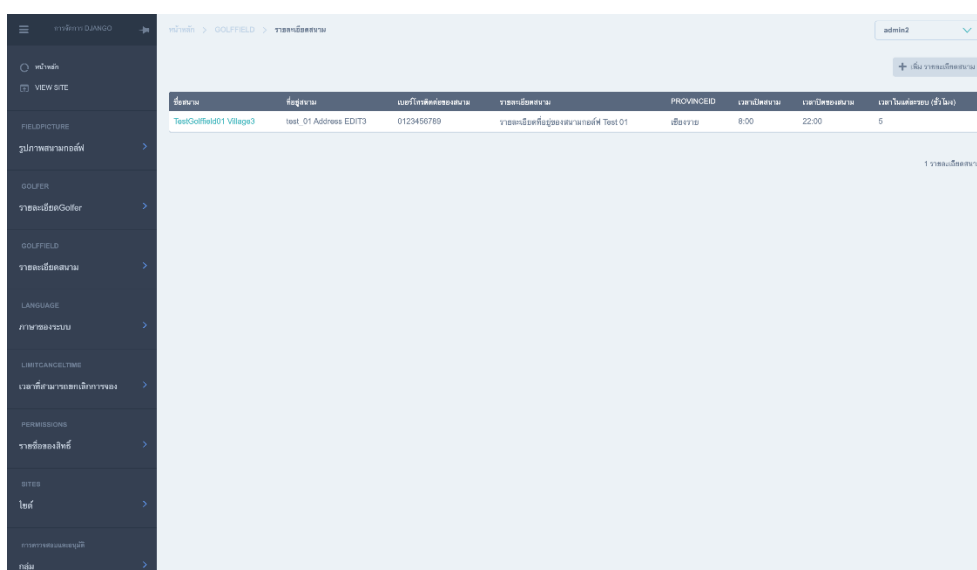 การจัดการ DJANGO
หน้าหลัก
VIEW SITE
FIELDPICTURE
รูปภาพสนามกอล์ฟ
GOLFER
รายละเอียดGolfer
GOLFFIELD
รายละเอียดสนาม
LANGUAGE
ภาษาของระบบ
LIMITCANCELTIME
เวลาที่สามารถยกเลิกการจอง
PERMISSIONS
รายชื่อของสิทธิ์
SITES
ไซต์
การตรวจสอบและอนุมัติ
กลุ่ม
หน้าหลัก > GOLFFIELD > รายละเอียดสนาม
admin2
เพิ่ม รายละเอียดสนาม
ชื่อสนาม ที่อยู่สนาม เบอร์โทรติดต่อของสนาม รายละเอียดสนาม PROVINCEID เวลาเปิดสนาม เวลาปิดของสนาม เวลาในแต่ละรอบ (ชั่วโมง)
TestGolffield01 Village3 test_01 Address EDIT3 0123456789 รายละเอียดที่อยู่ของสนามกอล์ฟ Test 01 เชียงราย 8:00 22:00 5
1 รายละเอียดสนา